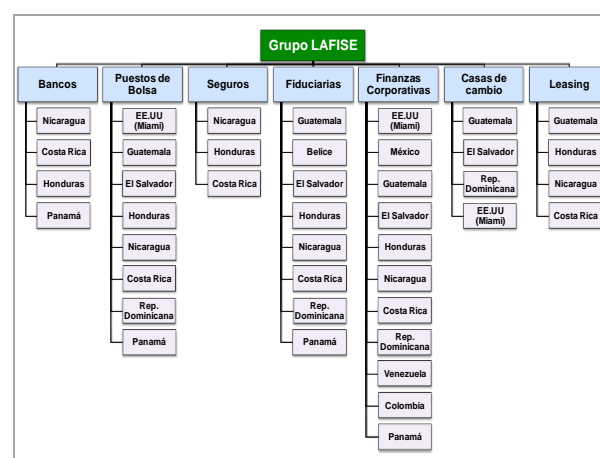 Grupo LAFISE
Bancos
Nicaragua
Costa Rica
Honduras
Panamá
Puestos de
Bolsa
EE.UU
(Miami)
Guatemala
El Salvador
Honduras
Nicaragua
Costa Rica
Rep.
Dominicana
Panamá
Seguros
Nicaragua
Honduras
Costa Rica
Fiduciarias
Guatemala
Belice
El Salvador
Honduras
Nicaragua
Costa Rica
Rep.
Dominicana
Panamá
Finanzas
Corporativas
EE.UU
(Miami)
México
Guatemala
El Salvador
Honduras
Nicaragua
Costa Rica
Rep.
Dominicana
Venezuela
Colombia
Panamá
Casas de
cambio
Guatemala
El Salvador
Rep.
Dominicana
EE.UU
(Miami)
Leasing
Guatemala
Honduras
Nicaragua
Costa Rica